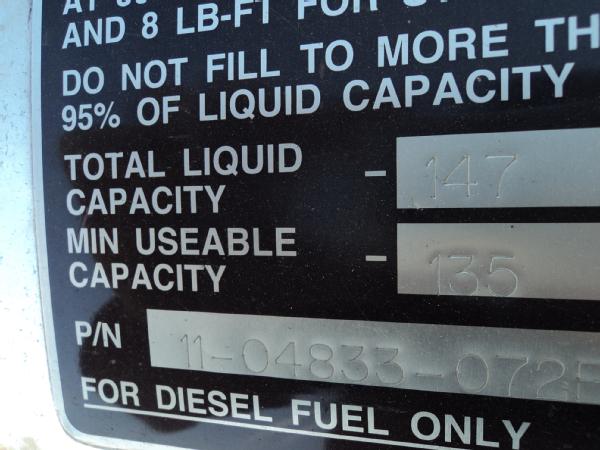 AND 8 LB-FT FOR
DO NOT FILL TO MORE TH
95% OF LIQUID CAPACITY
TOTAL LIQUID - 147
CAPACITY
MIN USEABLE
CAPACITY - 135
P/N 11-04833-072
FOR DIESEL FUEL ONLY